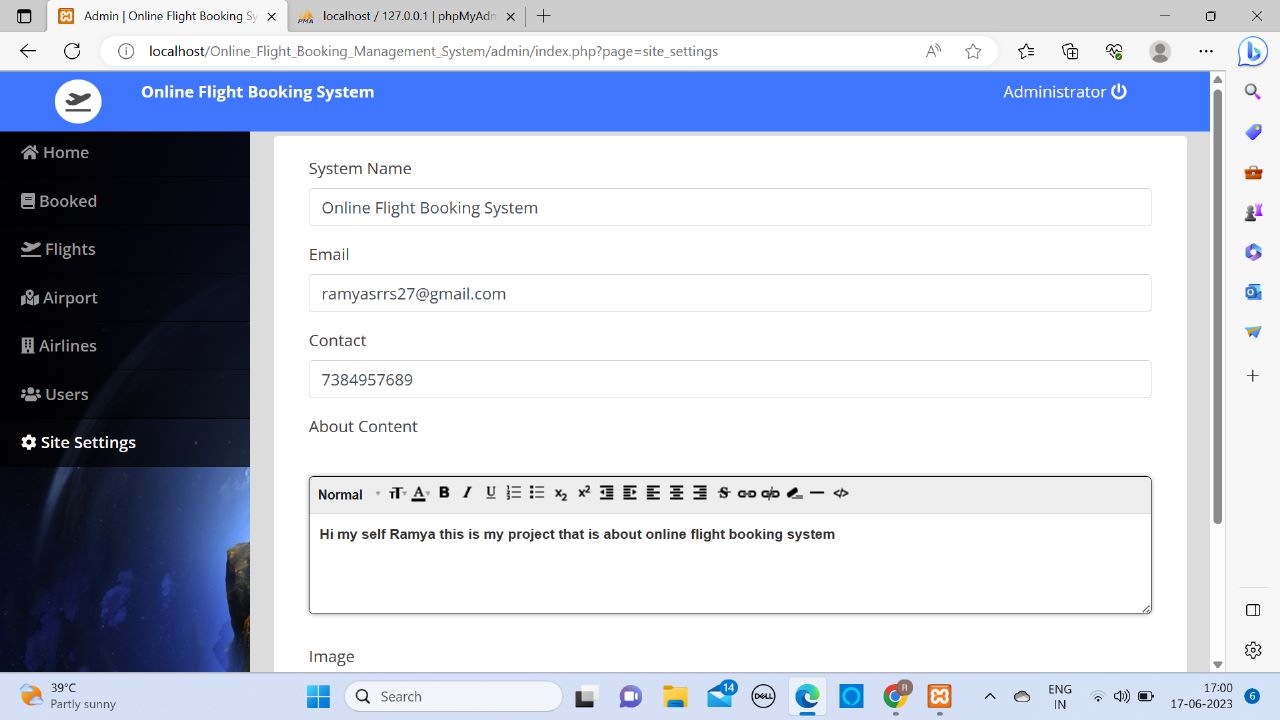 Admin | Online Flight Booking Sy
localhost / 127.0.0.1 | phpMyAdm
localhost/Online_Flight_Booking_Management_System/admin/index.php?page=site_settings
Online Flight Booking System
Administrator
Home
Booked
Flights
Airport
Airlines
Users
Site Settings
System Name
Online Flight Booking System
Email
ramyasrrs27@gmail.com
Contact
7384957689
About Content
Normal
Hi my self Ramya this is my project that is about online flight booking system
Image
39°C
Partly sunny
Search
14
DELL
R
ENG
IN
17:00
17-06-2023
6